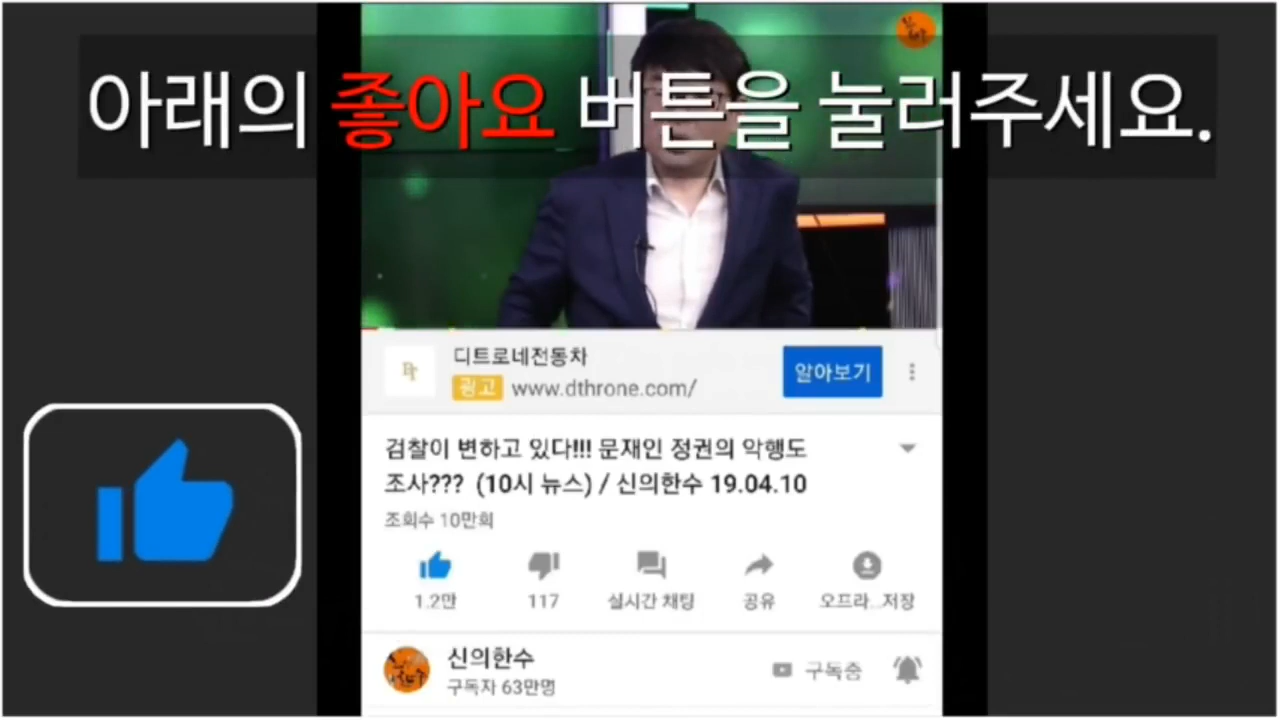 아래의 좋아요 버튼을 눌러주세요.
디트로네전동차
광고 www.dthrone.com/
알아보기
검찰이 변하고 있다!!! 문재인 정권의 악행도
조사??? (10시 뉴스) / 신의한수 19.04.10
조회수 10만회
1.2만 117 실시간 채팅 공유 오프라...저장
신의한수
구독자 63만명
구독중